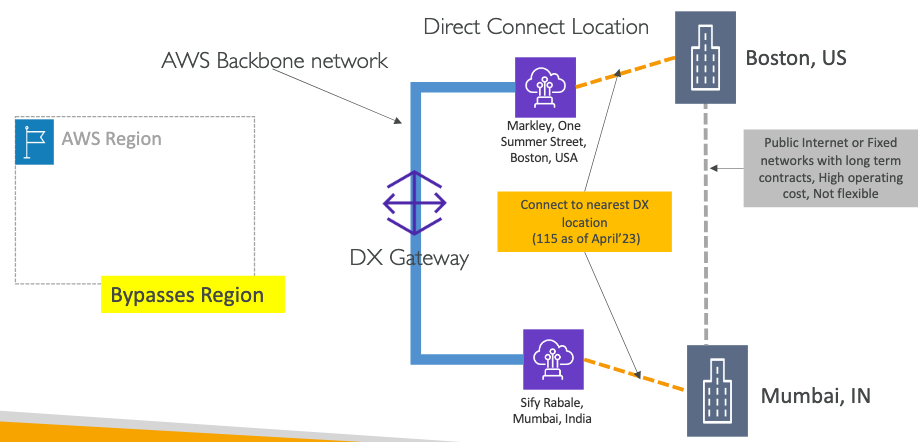 Direct Connect Location
AWS Backbone network
Boston, US
Markley, One
Summer Street,
Boston, USA
AWS Region
Public Internet or Fixed
networks with long term
contracts, High operating
cost, Not flexible
Connect to nearest DX
location
(115 as of April’23)
DX Gateway
Bypasses Region
Sify Rabale,
Mumbai, India
Mumbai, IN